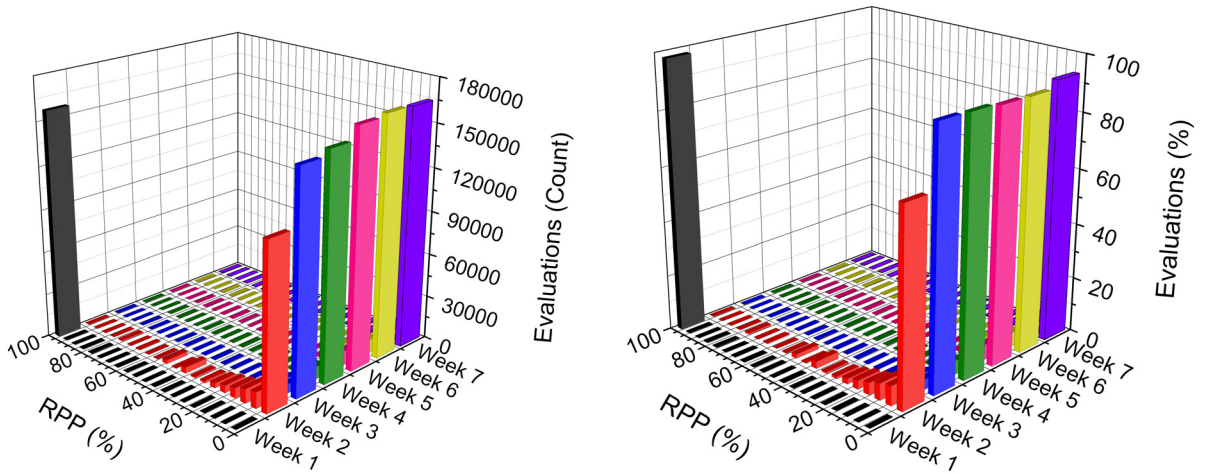 180000
150000
120000
90000
60000
30000
0
Evaluations (Count)
100
80
60
40
20
0
RPP (%)
Week 1
Week 2
Week 3
Week 4
Week 5
Week 6
Week 7
100
80
60
40
20
0
Evaluations (%)
100
80
60
40
20
0
RPP (%)
Week 1
Week 2
Week 3
Week 4
Week 5
Week 6
Week 7